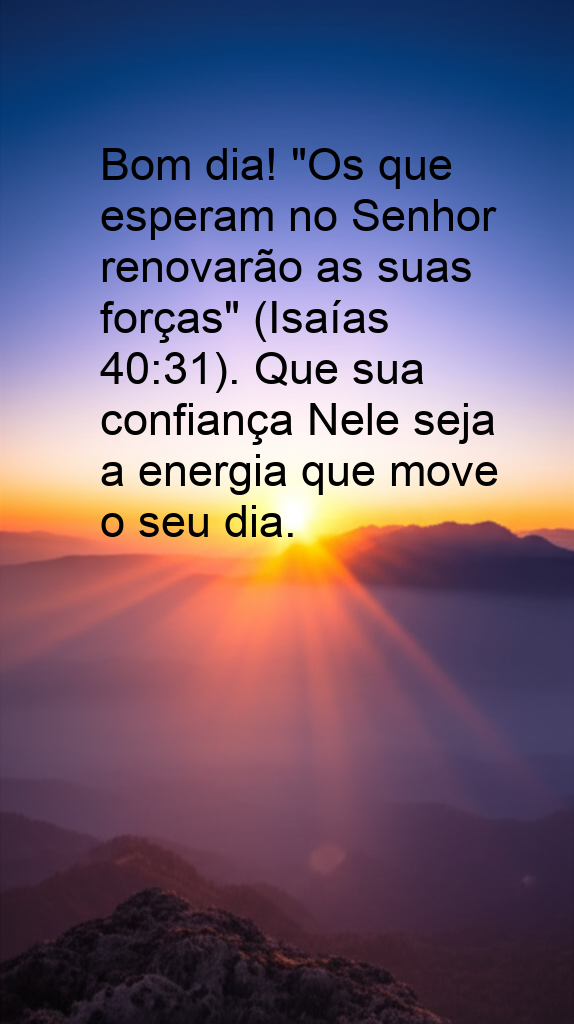 Bom dia! "Os que
esperam no Senhor
renovarão as suas
forças" (Isaías
40:31). Que sua
confiança Nele seja
a energia que move
o seu dia.